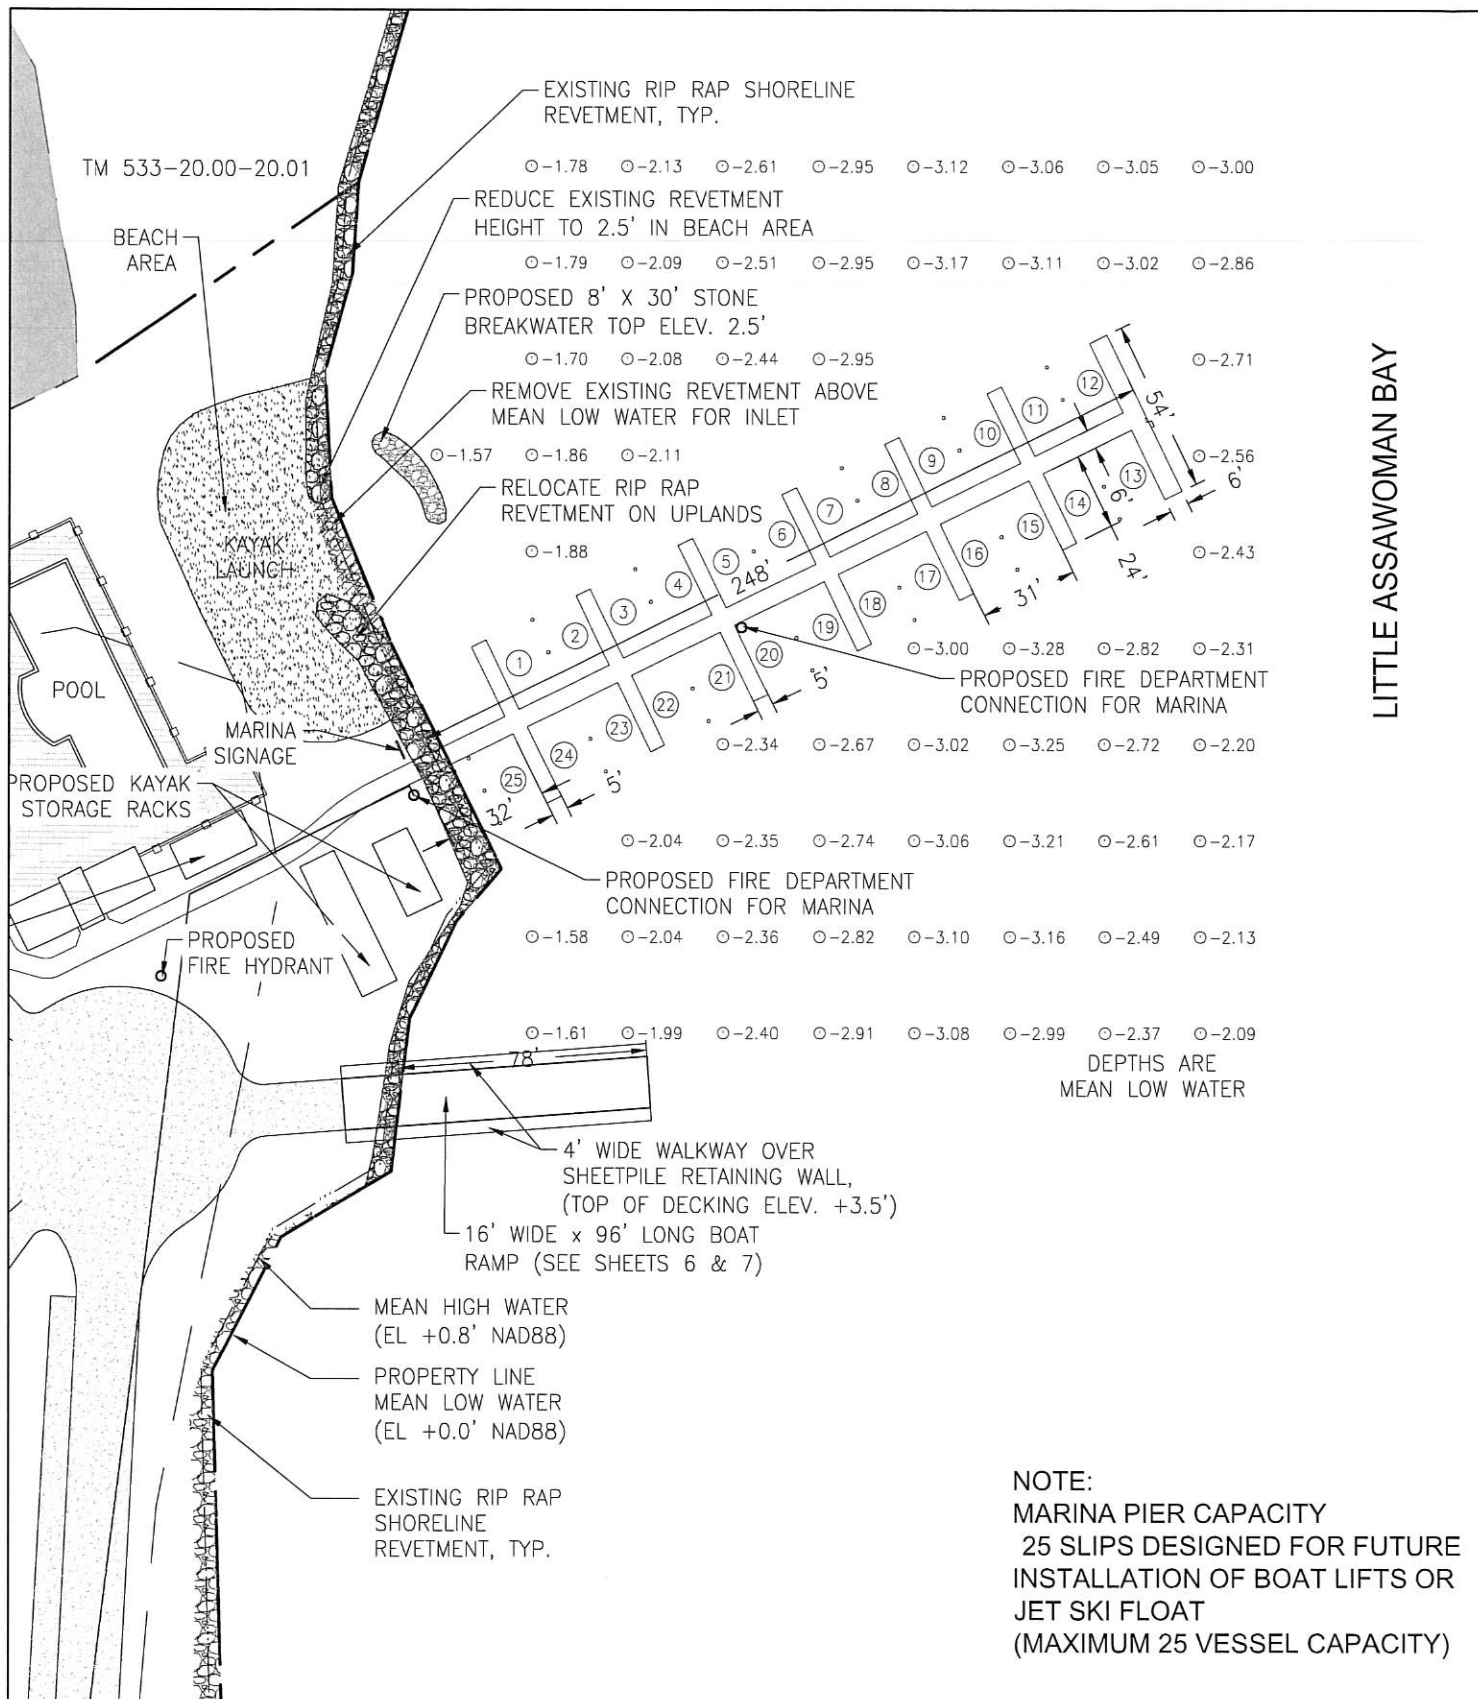 EXISTING RIP RAP SHORELINE
REVETMENT, TYP.
TM 533-20.00-20.01
-1.78 -2.13 -2.61 -2.95 -3.12 -3.06 -3.05 -3.00
REDUCE EXISTING REVETMENT
HEIGHT TO 2.5' IN BEACH AREA
BEACH
AREA
-1.79 -2.09 -2.51 -2.95 -3.17 -3.11 -3.02 -2.86
PROPOSED 8' X 30' STONE
BREAKWATER TOP ELEV. 2.5'
-1.70 -2.08 -2.44 -2.95 -2.71
REMOVE EXISTING REVETMENT ABOVE
MEAN LOW WATER FOR INLET
-1.57 -1.86 -2.11 -2.56
RELOCATE RIP RAP
REVETMENT ON UPLANDS
-1.88 -2.43
KAYAK
LAUNCH
1
2
3
4
5
6
7
8
9
10
11
12
13
14
15
16
17
18
19
20
21
22
23
24
25
248'
54'
6'
6'
24'
31'
5'
5'
32'
LITTLE ASSAWOMAN BAY
-3.00 -3.28 -2.82 -2.31
PROPOSED FIRE DEPARTMENT
CONNECTION FOR MARINA
POOL
MARINA
SIGNAGE
-2.34 -2.67 -3.02 -3.25 -2.72 -2.20
PROPOSED KAYAK
STORAGE RACKS
-2.04 -2.35 -2.74 -3.06 -3.21 -2.61 -2.17
PROPOSED FIRE DEPARTMENT
CONNECTION FOR MARINA
PROPOSED
FIRE HYDRANT
-1.58 -2.04 -2.36 -2.82 -3.10 -3.16 -2.49 -2.13
-1.61 -1.99 -2.40 -2.91 -3.08 -2.99 -2.37 -2.09
78'
DEPTHS ARE
MEAN LOW WATER
4' WIDE WALKWAY OVER
SHEETPILE RETAINING WALL,
(TOP OF DECKING ELEV. +3.5')
16' WIDE x 96' LONG BOAT
RAMP (SEE SHEETS 6 & 7)
MEAN HIGH WATER
(EL +0.8' NAD88)
PROPERTY LINE
MEAN LOW WATER
(EL +0.0' NAD88)
EXISTING RIP RAP
SHORELINE
REVETMENT, TYP.
NOTE:
MARINA PIER CAPACITY
25 SLIPS DESIGNED FOR FUTURE
INSTALLATION OF BOAT LIFTS OR
JET SKI FLOAT
(MAXIMUM 25 VESSEL CAPACITY)